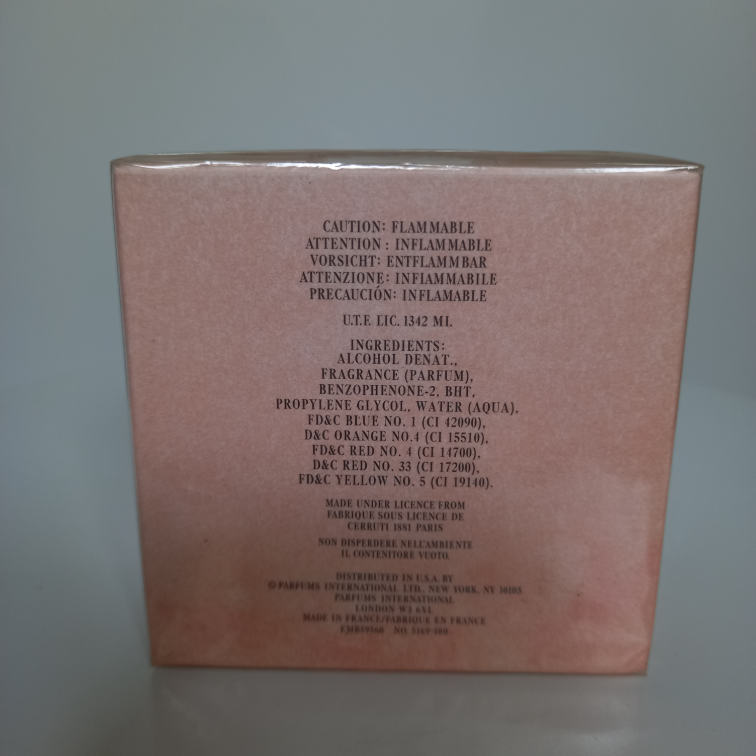 CAUTION: FLAMMABLE
ATTENTION : INFLAMMABLE
VORSICHT: ENTFLAMMBAR
ATTENZIONE: INFIAMMABILE
PRECAUCIÓN: INFLAMABLE
U.T.F. LIC. 1342 MI.
INGREDIENTS:
ALCOHOL DENAT.,
FRAGRANCE (PARFUM),
BENZOPHENONE-2, BHT,
PROPYLENE GLYCOL, WATER (AQUA),
FD&C BLUE NO. 1 (CI 42090),
D&C ORANGE NO.4 (CI 15510),
FD&C RED NO. 4 (CI 14700),
D&C RED NO. 33 (CI 17200),
FD&C YELLOW NO. 5 (CI 19140).
MADE UNDER LICENCE FROM
FABRIQUE SOUS LICENCE DE
CERRUTI 1881 PARIS
NON DISPERDERE NELL'AMBIENTE
IL CONTENITORE VUOTO.
DISTRIBUTED IN U.S.A. BY
© PARFUMS INTERNATIONAL LTD., NEW YORK, NY 10103
PARFUMS INTERNATIONAL
LONDON W3 6XL
MADE IN FRANCE/FABRIQUE EN FRANCE
NO.